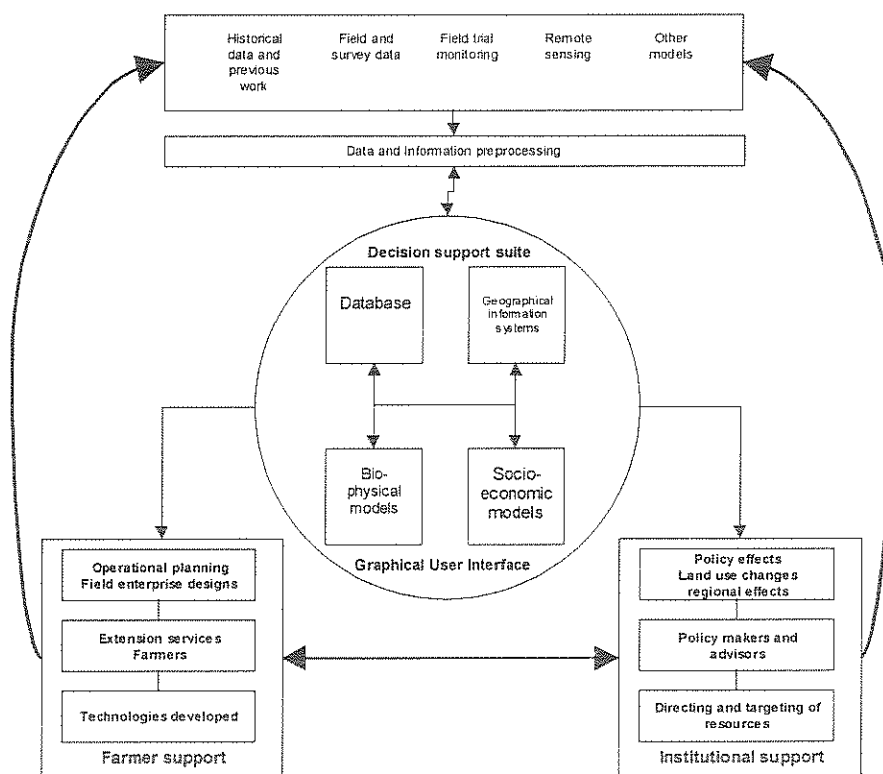 Historical
data and
previous
work
Field and
survey data
Field trial
monitoring
Remote
sensing
Other
models
Data and Information preprocessing
Decision support suite
Database
Geographical
information
systems
Bio-
physical
models
Socio-
economic
models
Graphical User Interface
Operational planning
Field enterprise designs
Extension services
Farmers
Technologies developed
Farmer support
Policy effects
Land use changes
regional effects
Policy makers and
advisors
Directing and targeting of
resources
Institutional support